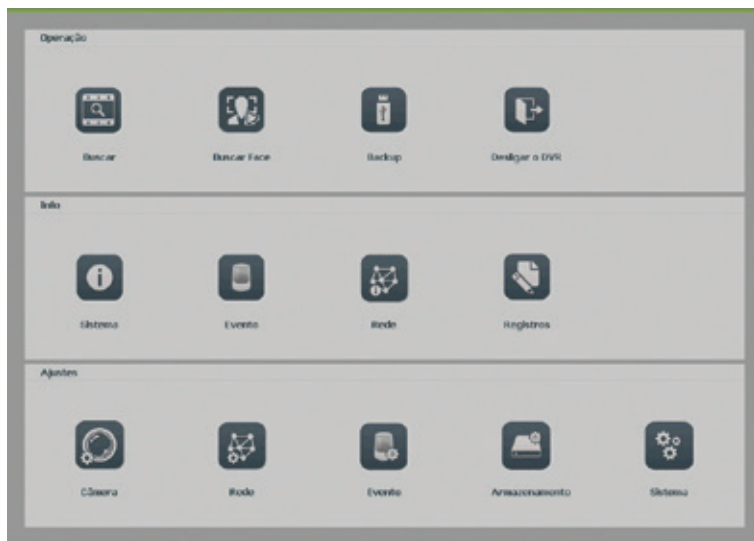 Operação
Buscar
Buscar Face
Backup
Desligar o DVR
Info
Sistema
Evento
Rede
Registros
Ajustes
Câmera
Rede
Evento
Armazenamento
Sistema